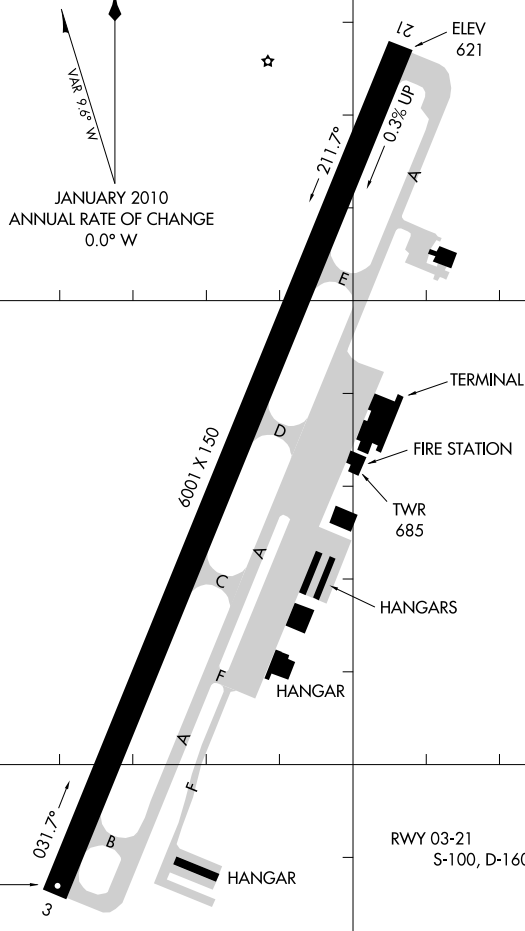 21
ELEV
621
VAR 9.6° W
0.3% UP
211.7°
A
JANUARY 2010
ANNUAL RATE OF CHANGE
0.0° W
E
TERMINAL
D
6001 X 150
FIRE STATION
TWR
685
A
C
HANGARS
F
HANGAR
A
F
031.7°
B
RWY 03-21
S-100, D-160
HANGAR
3